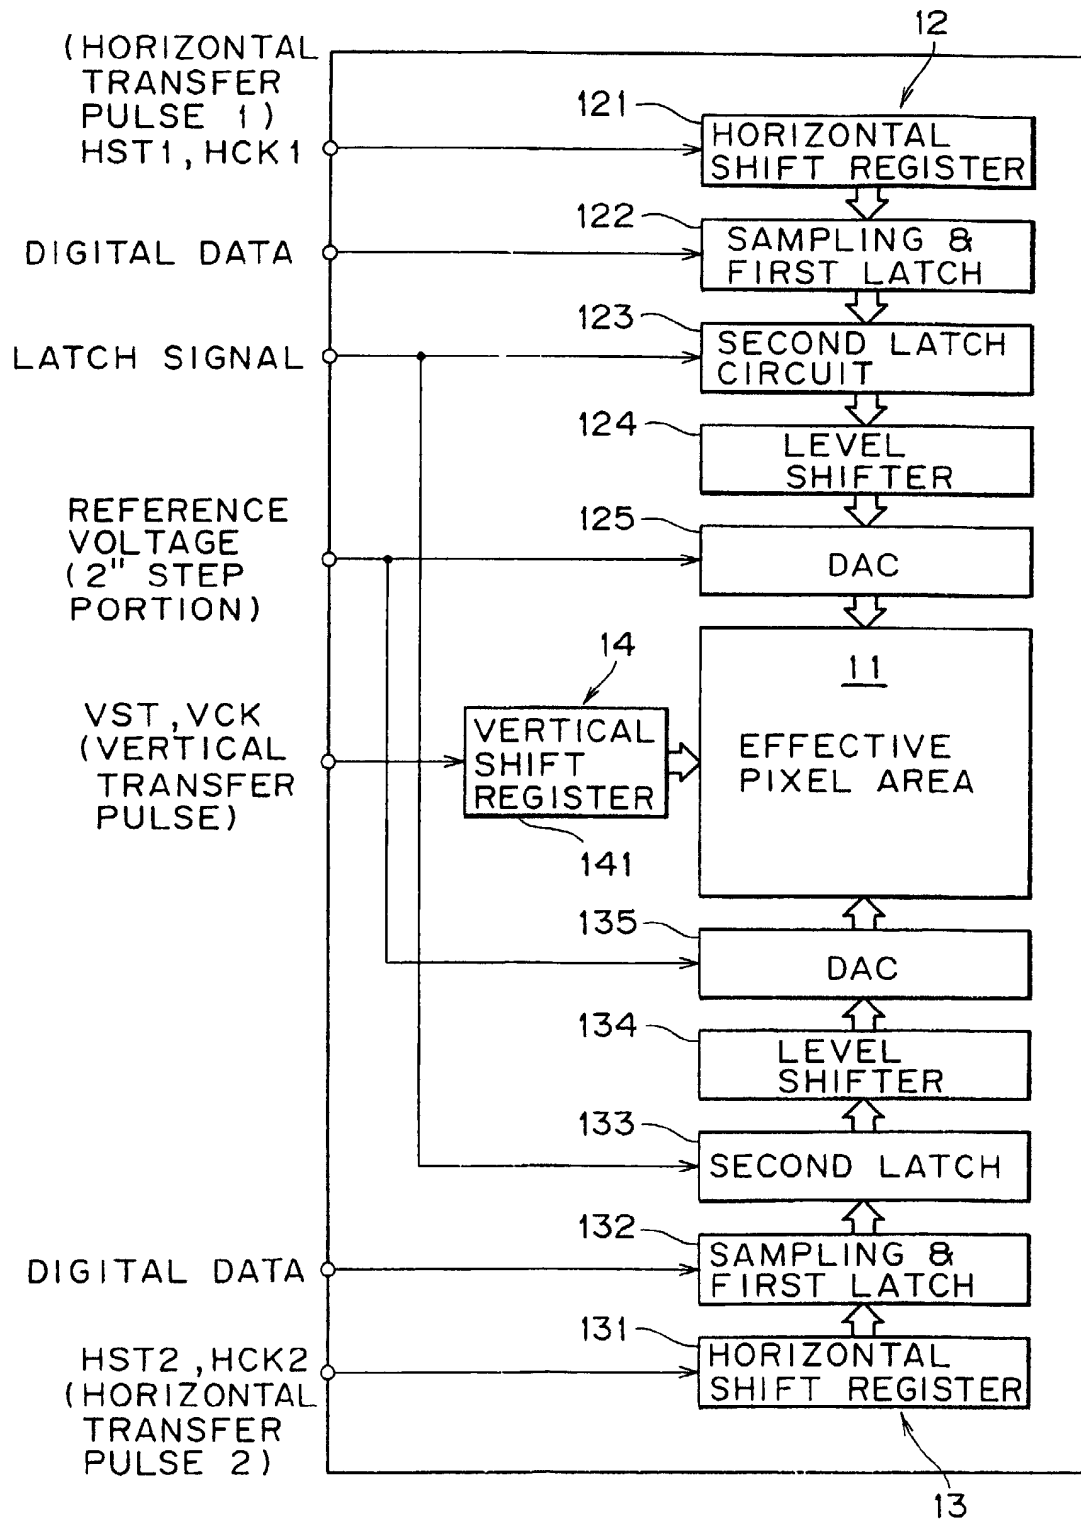 12
(HORIZONTAL
TRANSFER
PULSE 1)
HST1, HCK1
121
HORIZONTAL
SHIFT REGISTER
122
DIGITAL DATA
SAMPLING &
FIRST LATCH
123
LATCH SIGNAL
SECOND LATCH
CIRCUIT
124
LEVEL
SHIFTER
REFERENCE
VOLTAGE
(2" STEP
PORTION)
125
DAC
11
EFFECTIVE
PIXEL AREA
14
VST, VCK
(VERTICAL
TRANSFER
PULSE)
VERTICAL
SHIFT
REGISTER
141
135
DAC
134
LEVEL
SHIFTER
133
SECOND LATCH
132
DIGITAL DATA
SAMPLING &
FIRST LATCH
131
HST2, HCK2
(HORIZONTAL
TRANSFER
PULSE 2)
HORIZONTAL
SHIFT REGISTER
13